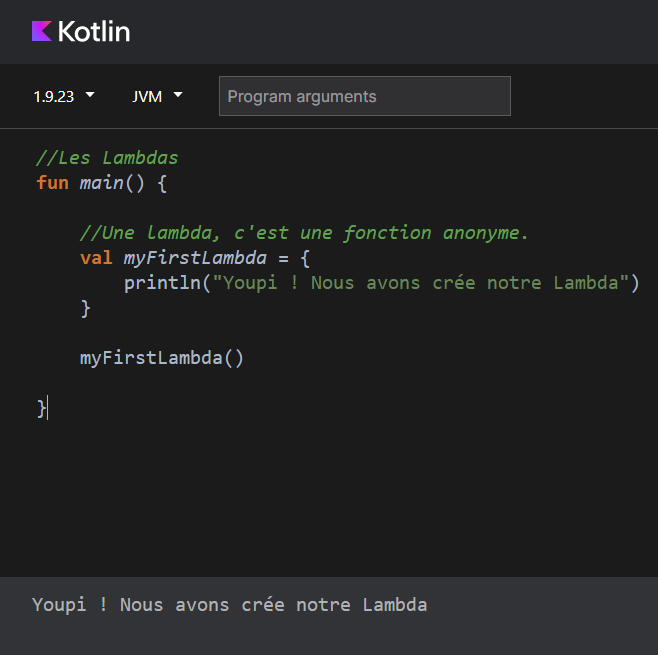 Kotlin
1.9.23 JVM Program arguments
//Les Lambdas
fun main() {
//Une lambda, c'est une fonction anonyme.
val myFirstLambda = {
println("Youpi ! Nous avons crée notre Lambda")
}
myFirstLambda()
}
Youpi ! Nous avons crée notre Lambda